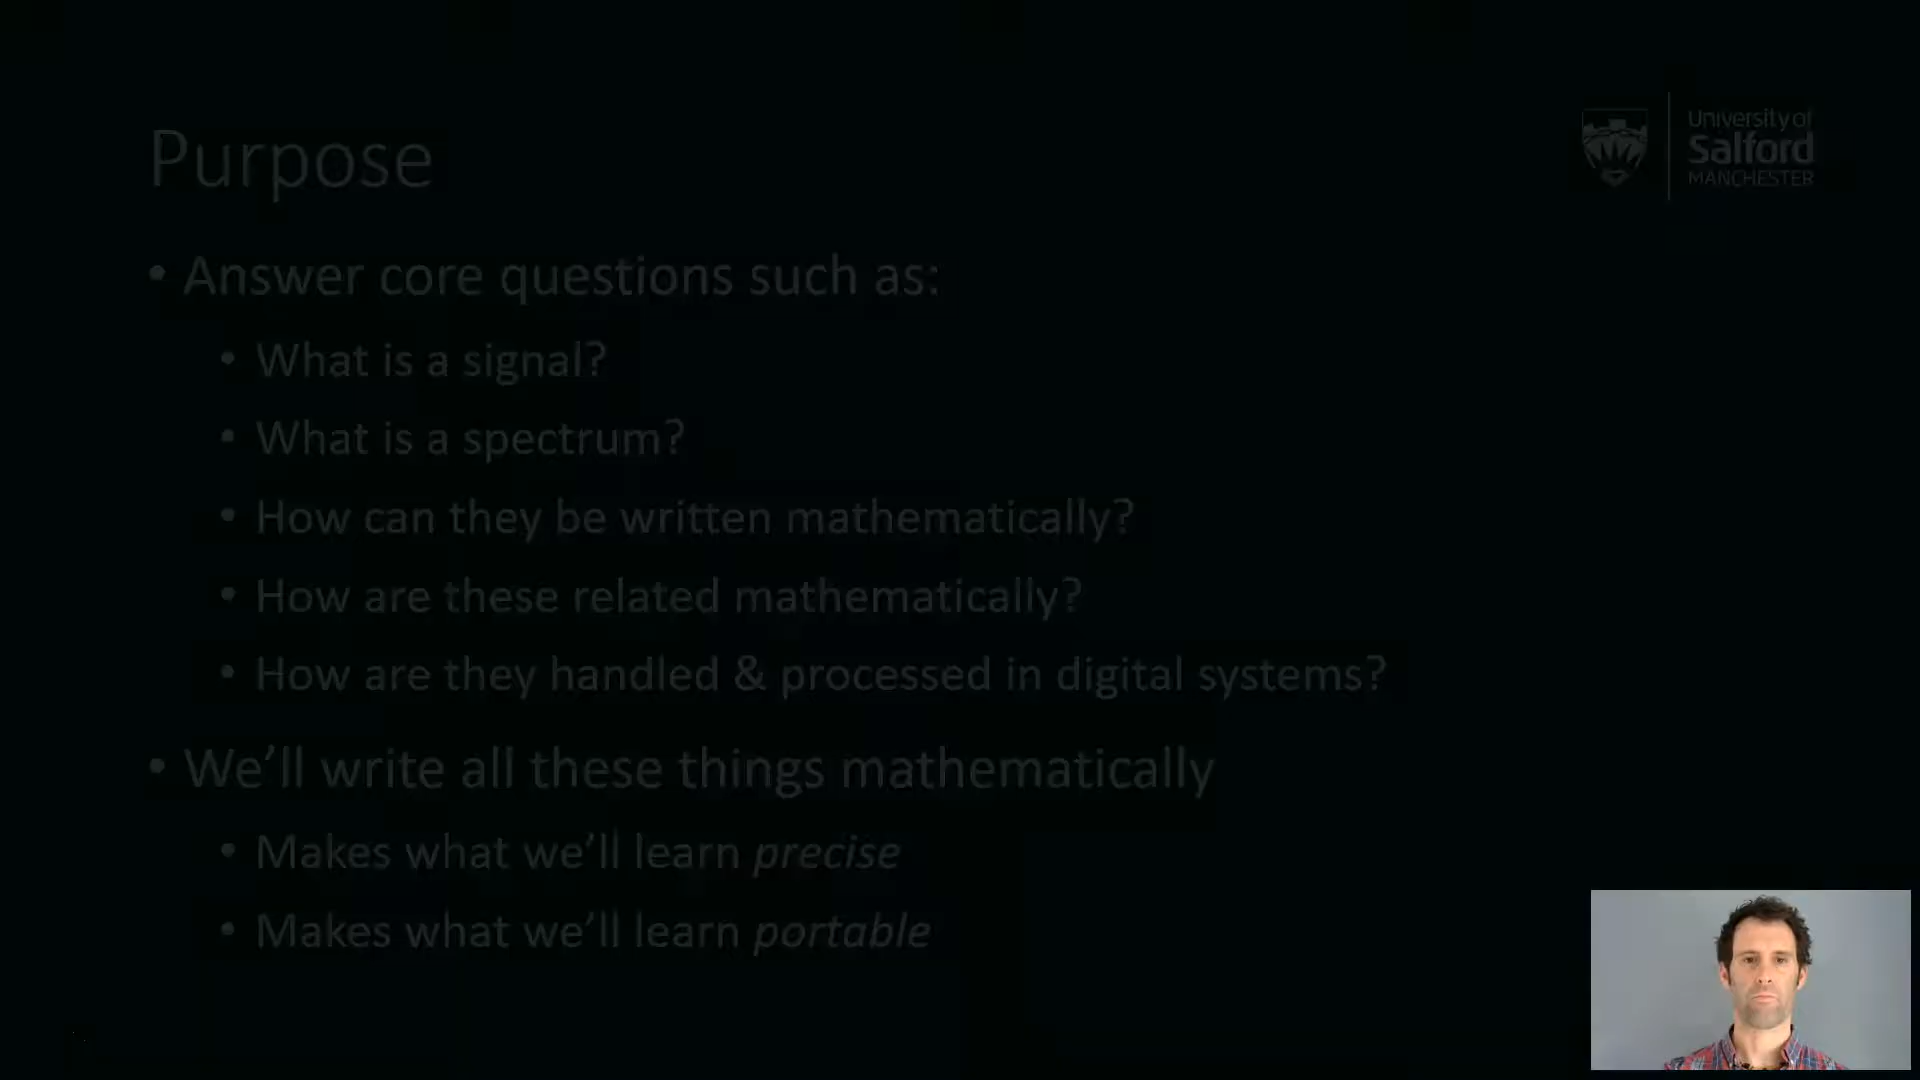 Purpose
University of
Salford
MANCHESTER
• Answer core questions such as:
• What is a signal?
• What is a spectrum?
• How can they be written mathematically?
• How are these related mathematically?
• How are they handled & processed in digital systems?
• We’ll write all these things mathematically
• Makes what we’ll learn precise
• Makes what we’ll learn portable